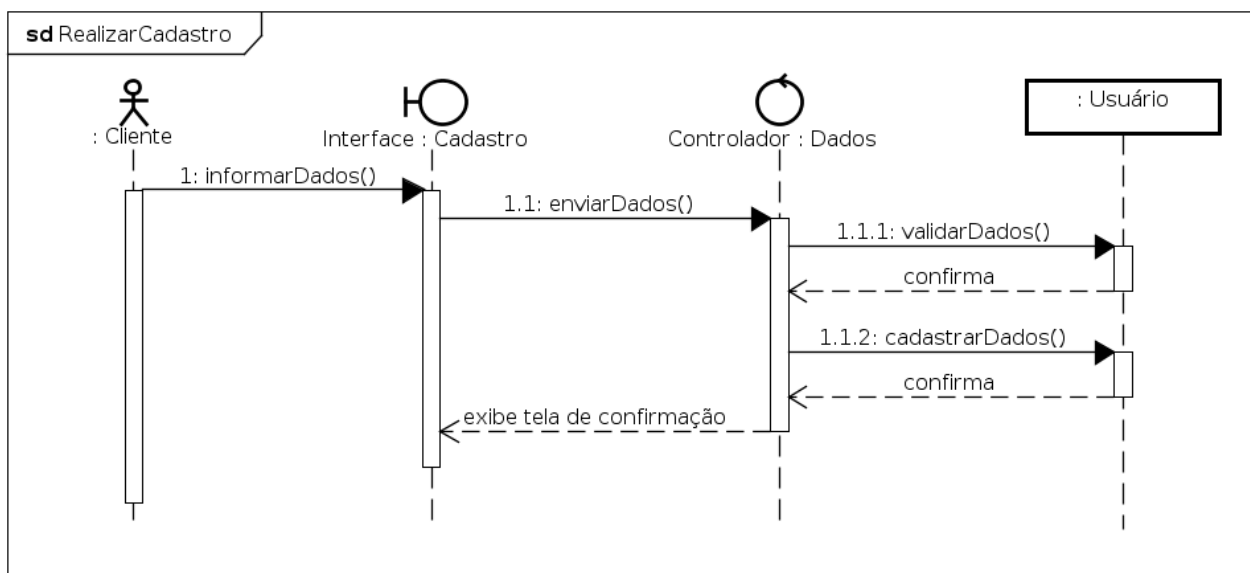 sd RealizarCadastro
: Cliente
Interface : Cadastro
Controlador : Dados
: Usuário
1: informarDados()
1.1: enviarDados()
1.1.1: validarDados()
confirma
1.1.2: cadastrarDados()
confirma
exibe tela de confirmação